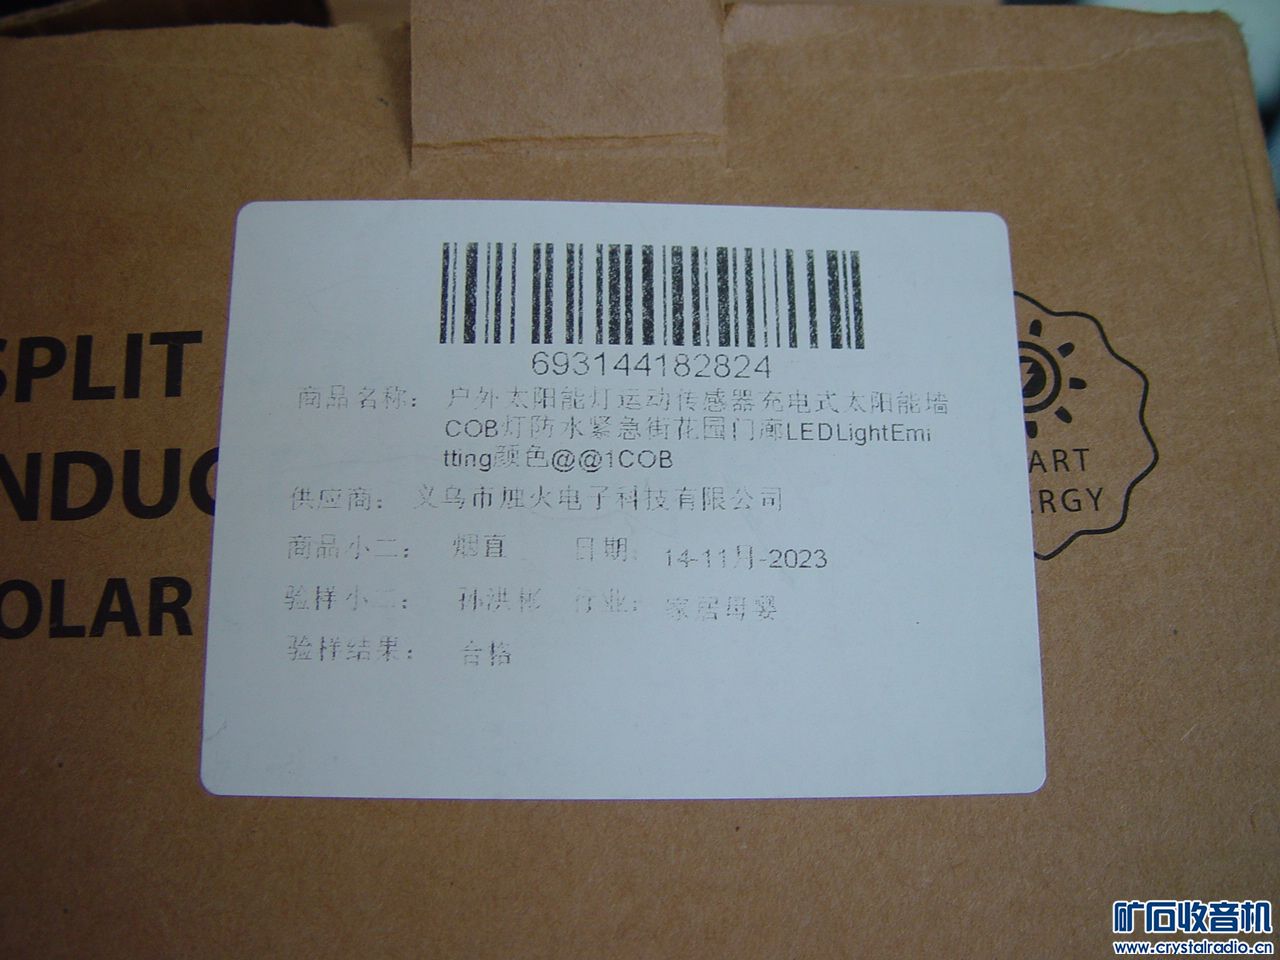 693144182824
商品名称： 户外太阳能灯运动传感器充电式太阳能墙
COB灯防水紧急街花园门廊LEDLightEmi
tting颜色@@1COB
供应商： 义乌市烛火电子科技有限公司
商品小二： 烟直 日期: 14-11月-2023
验样小二： 孙洪彬 行业： 家居母婴
验样结果： 合格
SPLIT
NDUC
OLAR
ART
ERGY
矿石收音机
www.crystalradio.cn